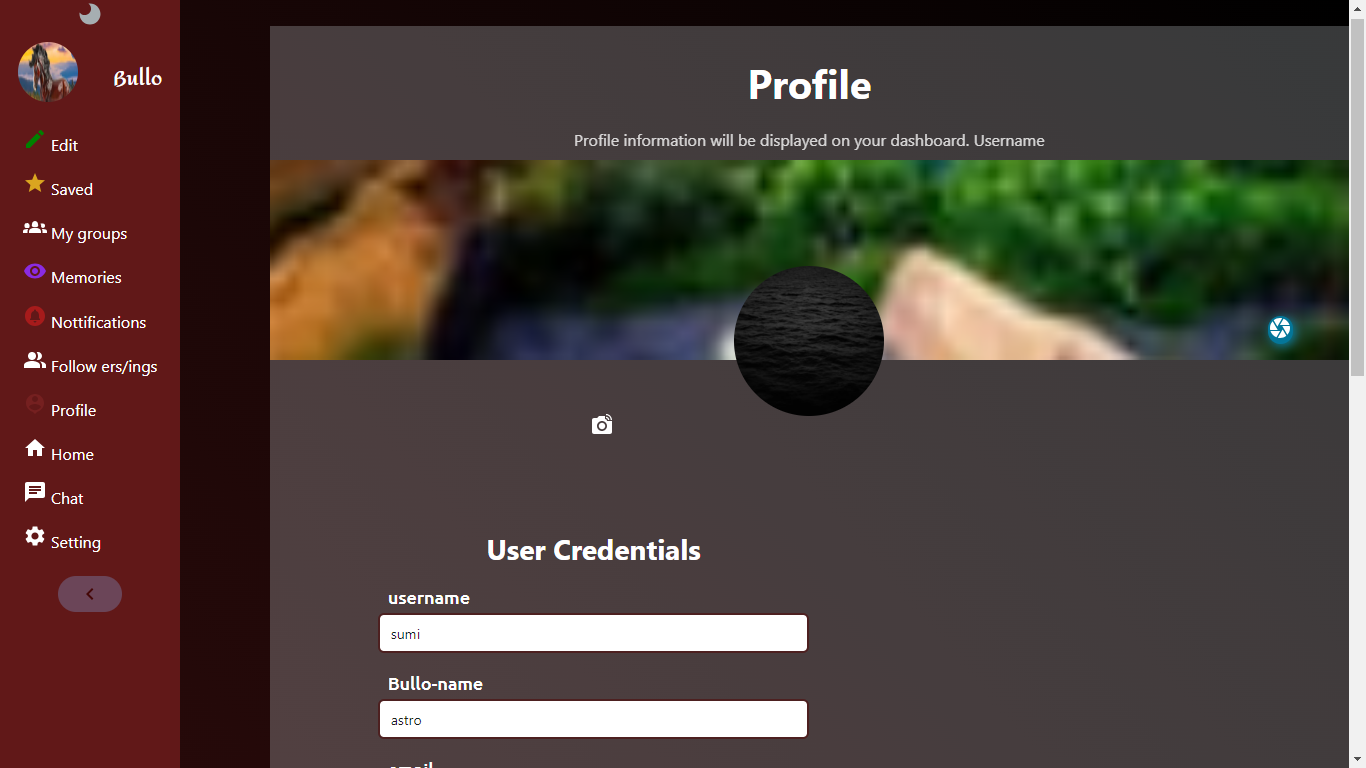 Bullo
Edit
Saved
My groups
Memories
Nottifications
Follow ers/ings
Profile
Home
Chat
Setting
Profile
Profile information will be displayed on your dashboard. Username
User Credentials
username
sumi
Bullo-name
astro